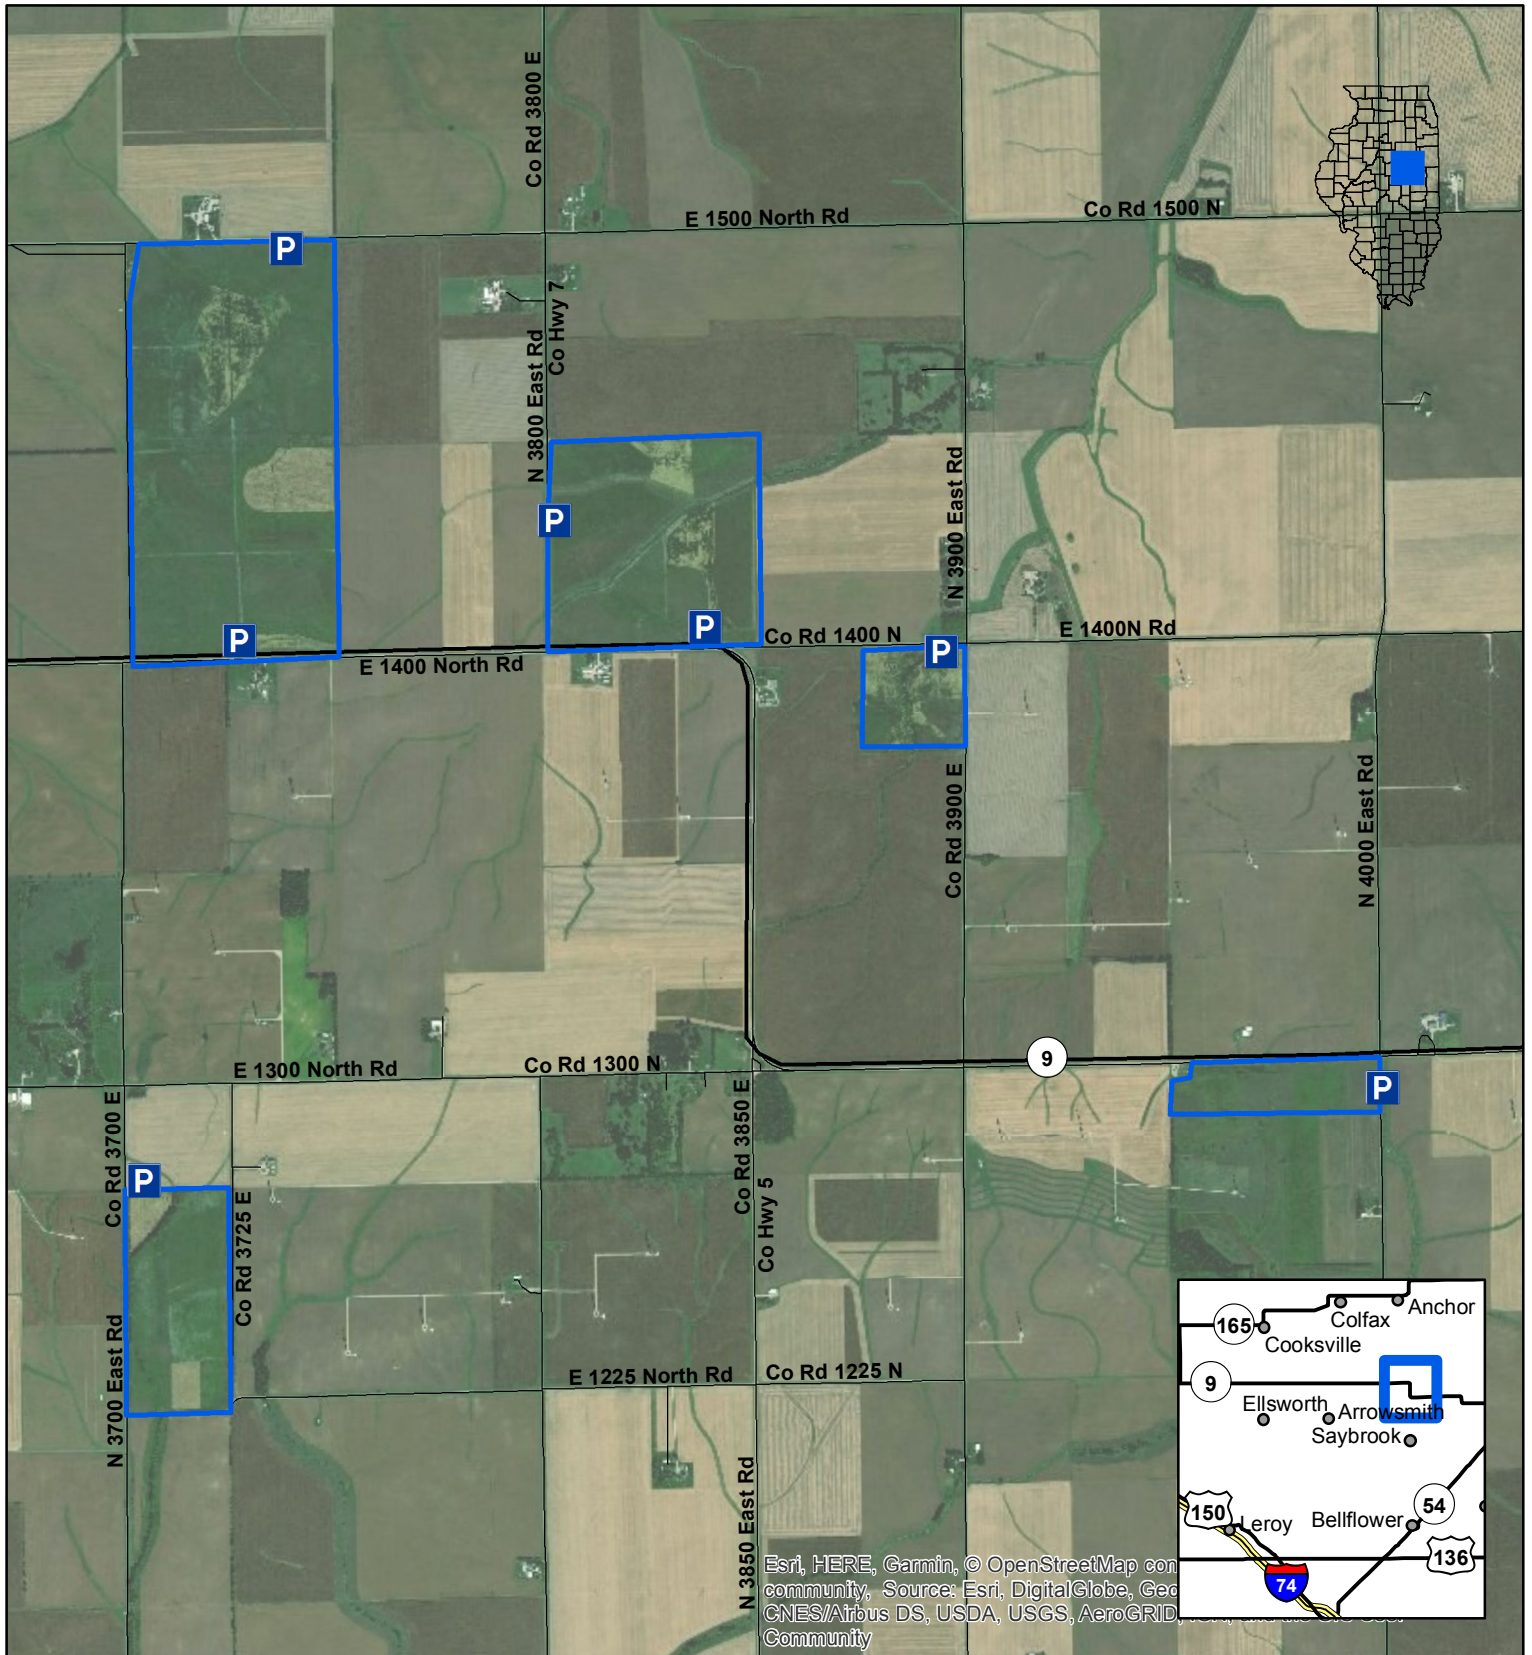 Co Rd 3800 E
E 1500 North Rd
Co Rd 1500 N
P
Co Hwy 7
N 3800 East Rd
P
N 3900 East Rd
P
P
Co Rd 1400 N
E 1400N Rd
P
E 1400 North Rd
Co Rd 3900 E
N 4000 East Rd
9
E 1300 North Rd
Co Rd 1300 N
P
Co Rd 3700 E
Co Rd 3850 E
P
Co Rd 3725 E
Co Hwy 5
N 3700 East Rd
E 1225 North Rd
Co Rd 1225 N
N 3850 East Rd
165
Colfax
Anchor
Cooksville
9
Ellsworth
Arrowsmith
Saybrook
150
Leroy
Bellflower
54
136
74
Esri, HERE, Garmin, © OpenStreetMap con
community, Source: Esri, DigitalGlobe, Geo
CNES/Airbus DS, USDA, USGS, AeroGRID,
Community